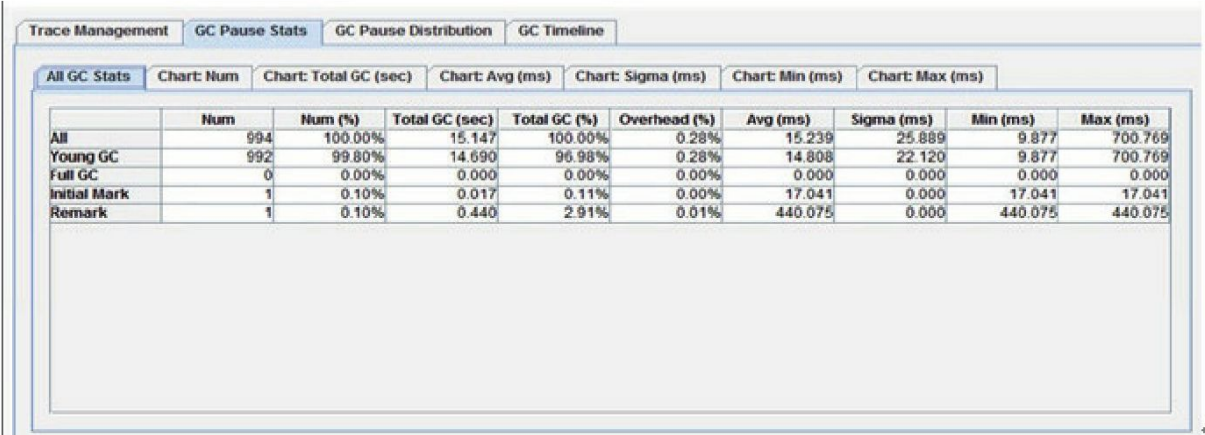 Trace Management GC Pause Stats GC Pause Distribution GC Timeline
All GC Stats Chart: Num Chart: Total GC (sec) Chart: Avg (ms) Chart: Sigma (ms) Chart: Min (ms) Chart: Max (ms)
Num Num (%) Total GC (sec) Total GC (%) Overhead (%) Avg (ms) Sigma (ms) Min (ms) Max (ms)
All 994 100.00% 15.147 100.00% 0.28% 15.239 25.889 9.877 700.769
Young GC 992 99.80% 14.690 96.98% 0.28% 14.808 22.120 9.877 700.769
Full GC 0 0.00% 0.000 0.00% 0.00% 0.000 0.000 0.000 0.000
Initial Mark 1 0.10% 0.017 0.11% 0.00% 17.041 0.000 17.041 17.041
Remark 1 0.10% 0.440 2.91% 0.01% 440.075 0.000 440.075 440.075